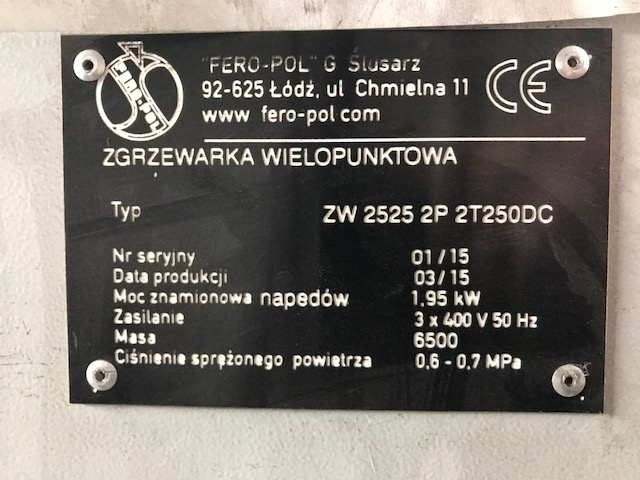 "FERO-POL" G Ślusarz
92-625 Łódź, ul Chmielna 11
www fero-pol com
FERO-POL
CE
ZGRZEWARKA WIELOPUNKTOWA
Typ ZW 2525 2P 2T250DC
Nr seryjny 01/15
Data produkcji 03/15
Moc znamionowa napedów 1,95 kW
Zasilanie 3 x 400 V 50 Hz
Masa 6500
Ciśnienie sprężonego powietrza 0,6 - 0,7 MPa